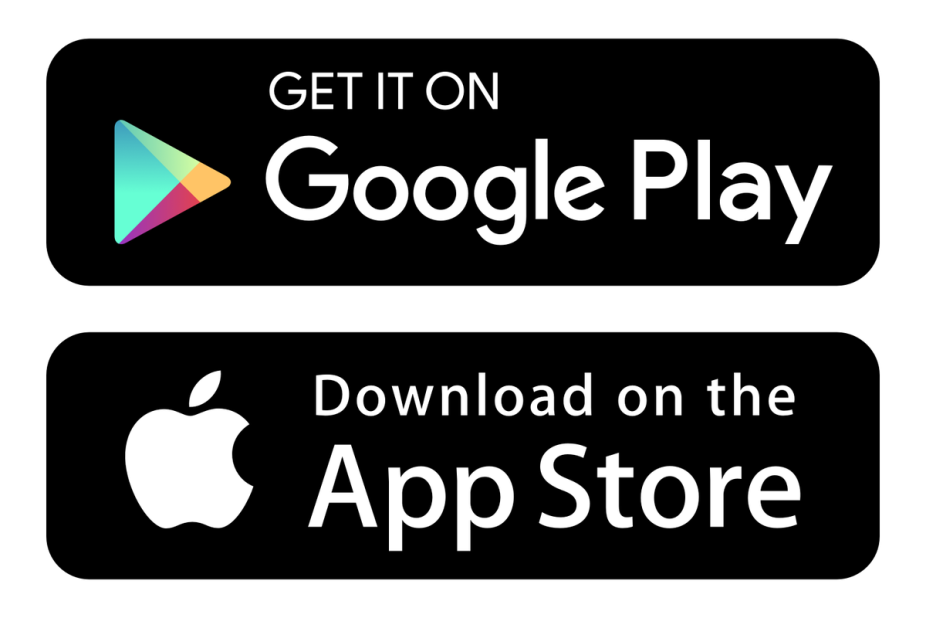 GET IT ON
Google Play
Download on the
App Store